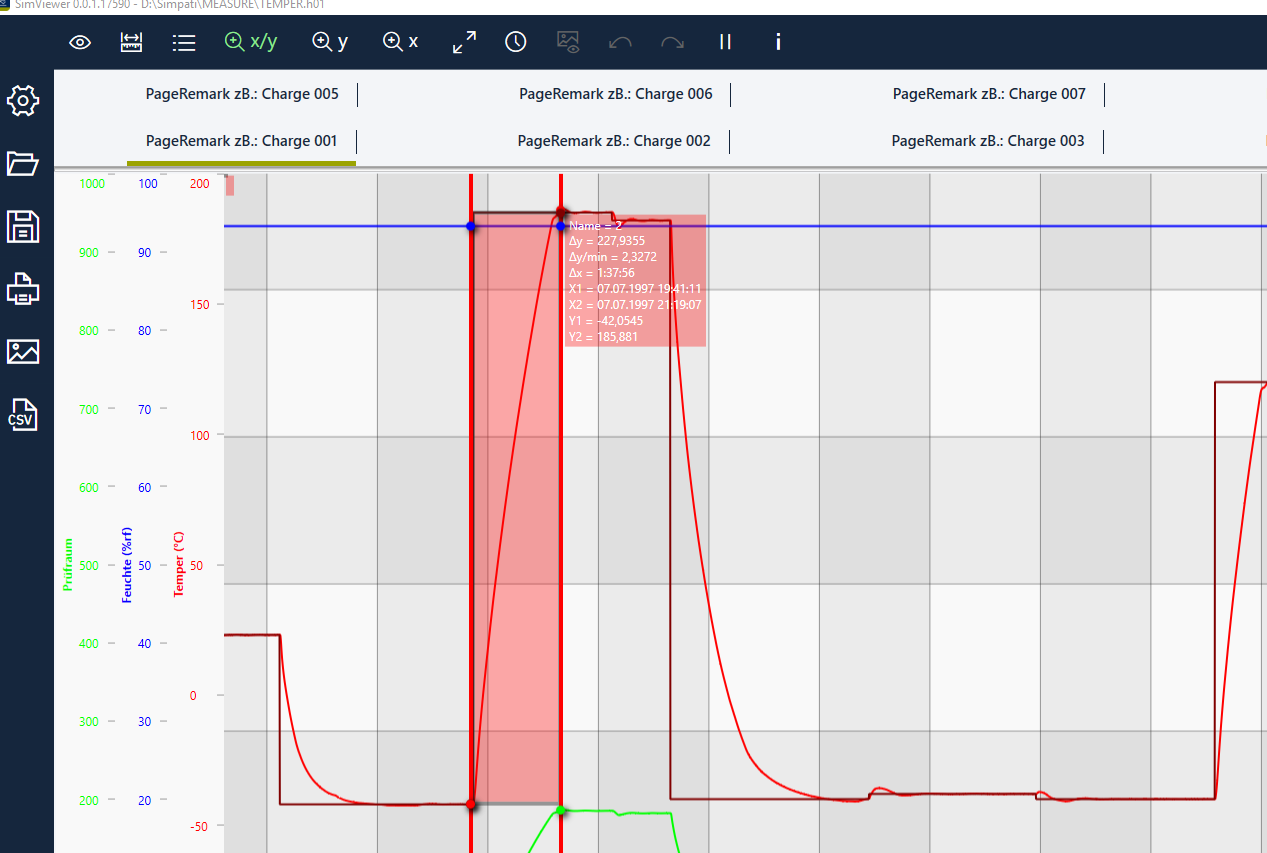 SimViewer 0.0.1.17590 - D:\Simpati\MEASURE\TEMPER.h01
x/y
y
x
i
PageRemark zB.: Charge 005
PageRemark zB.: Charge 006
PageRemark zB.: Charge 007
PageRemark zB.: Charge 001
PageRemark zB.: Charge 002
PageRemark zB.: Charge 003
CSV
1000
900
800
700
600
500
400
300
200
Prüfraum
100
90
80
70
60
50
40
30
20
Feuchte (%rf)
200
150
100
50
0
-50
Temper (°C)
Name = 2
Δy = 227,9355
Δy/min = 2,3272
Δx = 1:37:56
X1 = 07.07.1997 19:41:11
X2 = 07.07.1997 21:19:07
Y1 = -42,0545
Y2 = 185,881